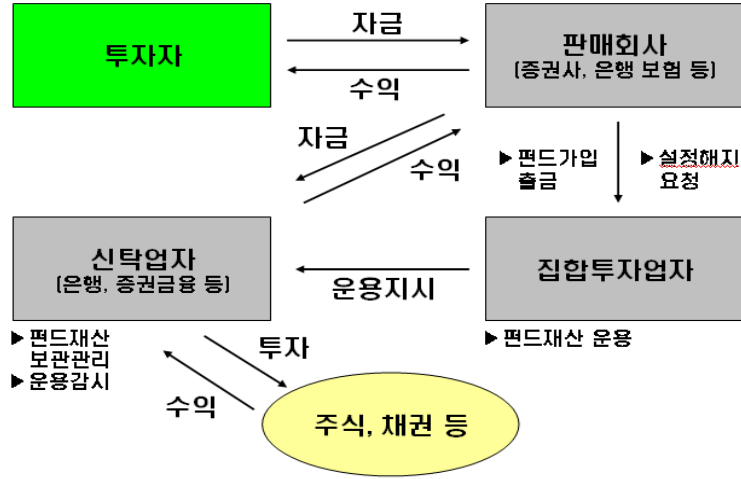 투자자
자금
수익
판매회사
(증권사, 은행 보험 등)
자금
수익
▶ 펀드가입
출금
▶ 설정해지
요청
신탁업자
(은행, 증권금융 등)
운용지시
집합투자업자
▶ 펀드재산
보관관리
▶ 운용감시
투자
수익
▶ 펀드재산 운용
주식, 채권 등